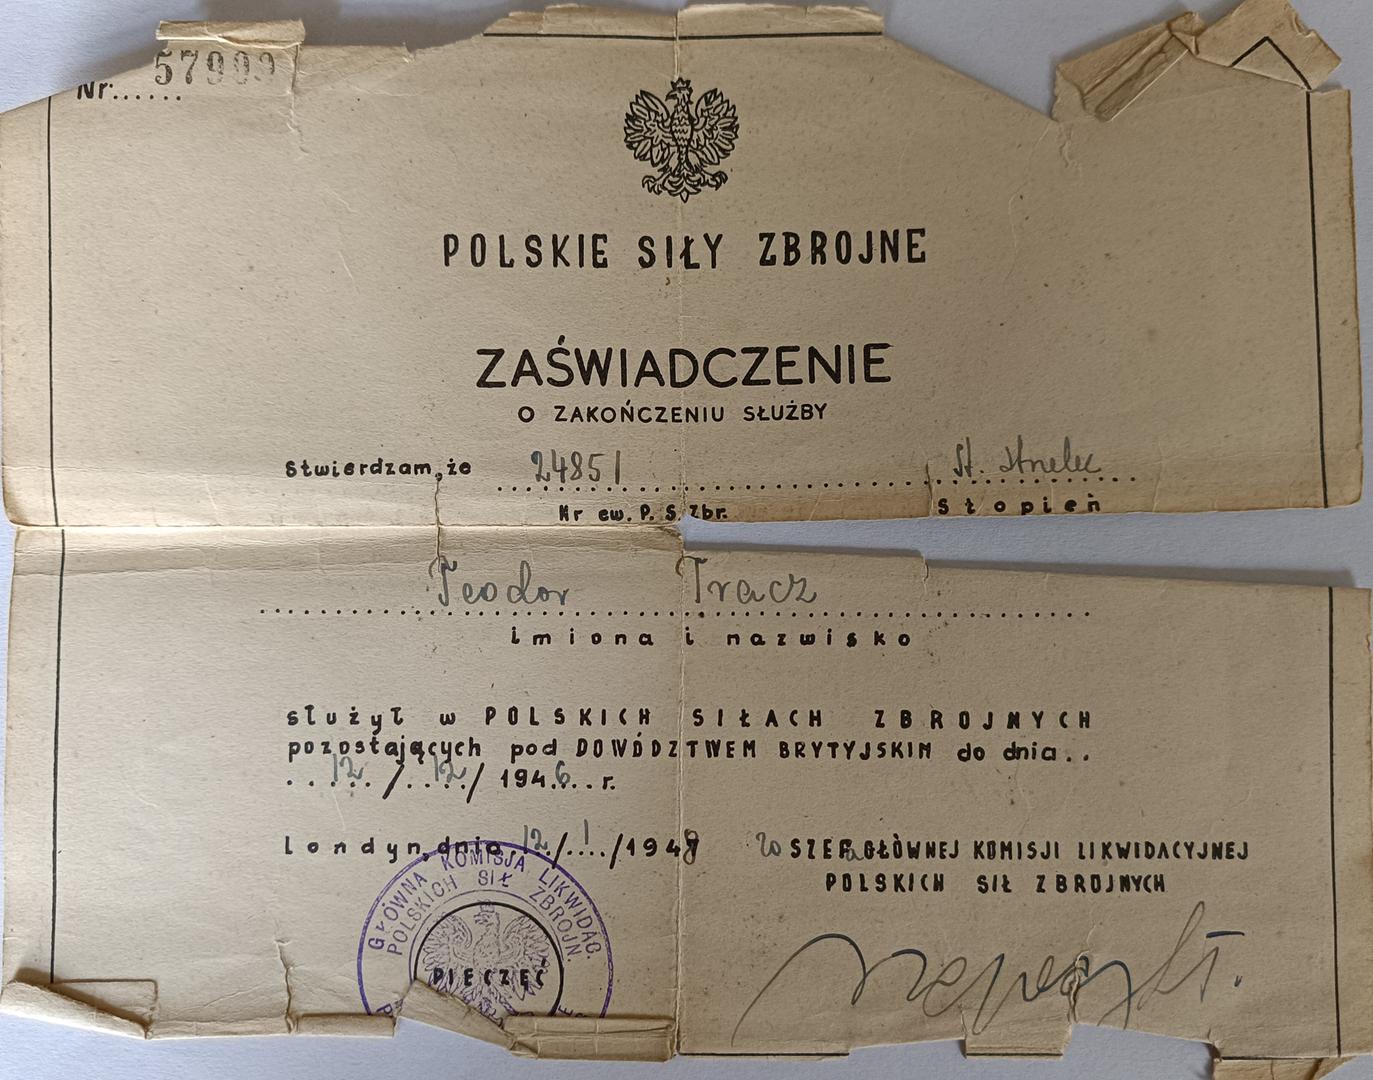 57909
Nr.......
POLSKIE SIŁY ZBROJNE
ZAŚWIADCZENIE
O ZAKOŃCZENIU SŁUŻBY
Stwierdzam, że 24851 St. strzelec
Nr ew. P. S. Zbr. Stopień
Teodor Tracz
imiona i nazwisko
służył w POLSKICH SIŁACH ZBROJNYCH
pozostających pod DOWÓDZTWEM BRYTYJSKIM do dnia..
12/12/1946 r.
Londyn, dnia 12/1/1948 zo SZEFa GŁÓWNEJ KOMISJI LIKWIDACYJNEJ
POLSKICH SIŁ ZBROJNYCH
GŁÓWNA KOMISJA LIKWIDAC.
POLSKICH SIŁ ZBROJN.
PIECZĘĆ